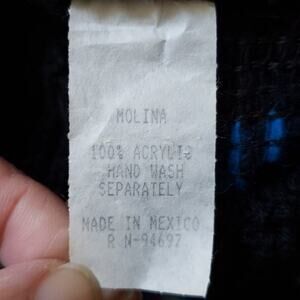 MOLINA
100% ACRYLIC
HAND WASH
SEPARATELY
MADE IN MEXICO
R N-94697